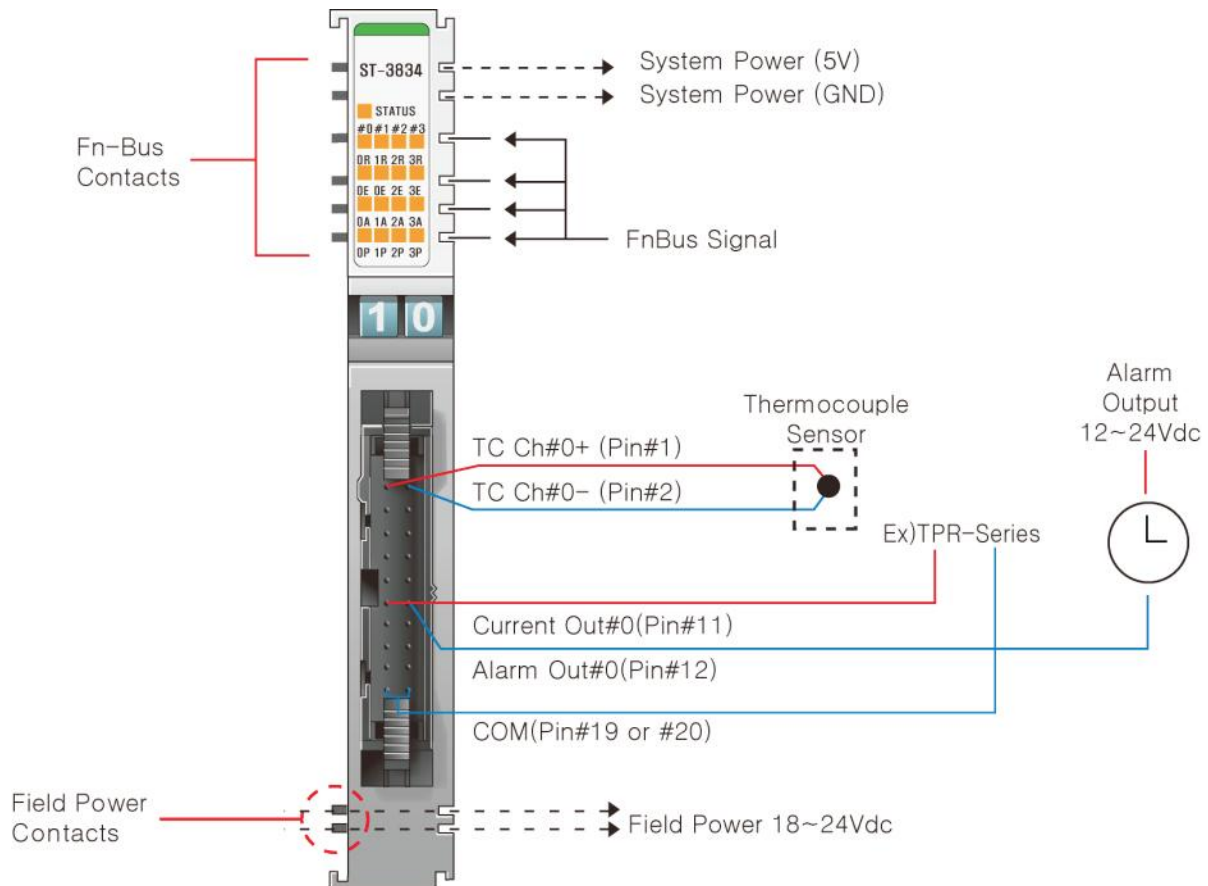 ST-3834
STATUS
#0 #1 #2 #3
0R 1R 2R 3R
0E 0E 2E 3E
0A 1A 2A 3A
0P 1P 2P 3P
1 0
Fn-Bus
Contacts
System Power (5V)
System Power (GND)
FnBus Signal
Thermocouple
Sensor
Alarm
Output
12~24Vdc
TC Ch#0+ (Pin#1)
TC Ch#0- (Pin#2)
Ex)TPR-Series
Current Out#0(Pin#11)
Alarm Out#0(Pin#12)
COM(Pin#19 or #20)
Field Power
Contacts
Field Power 18~24Vdc